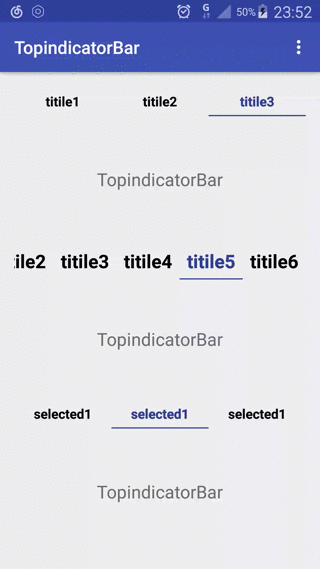 G 50% 23:52
TopindicatorBar
titile1 titile2 titile3
TopindicatorBar
tile2 titile3 titile4 titile5 titile6
TopindicatorBar
selected1 selected1 selected1
TopindicatorBar